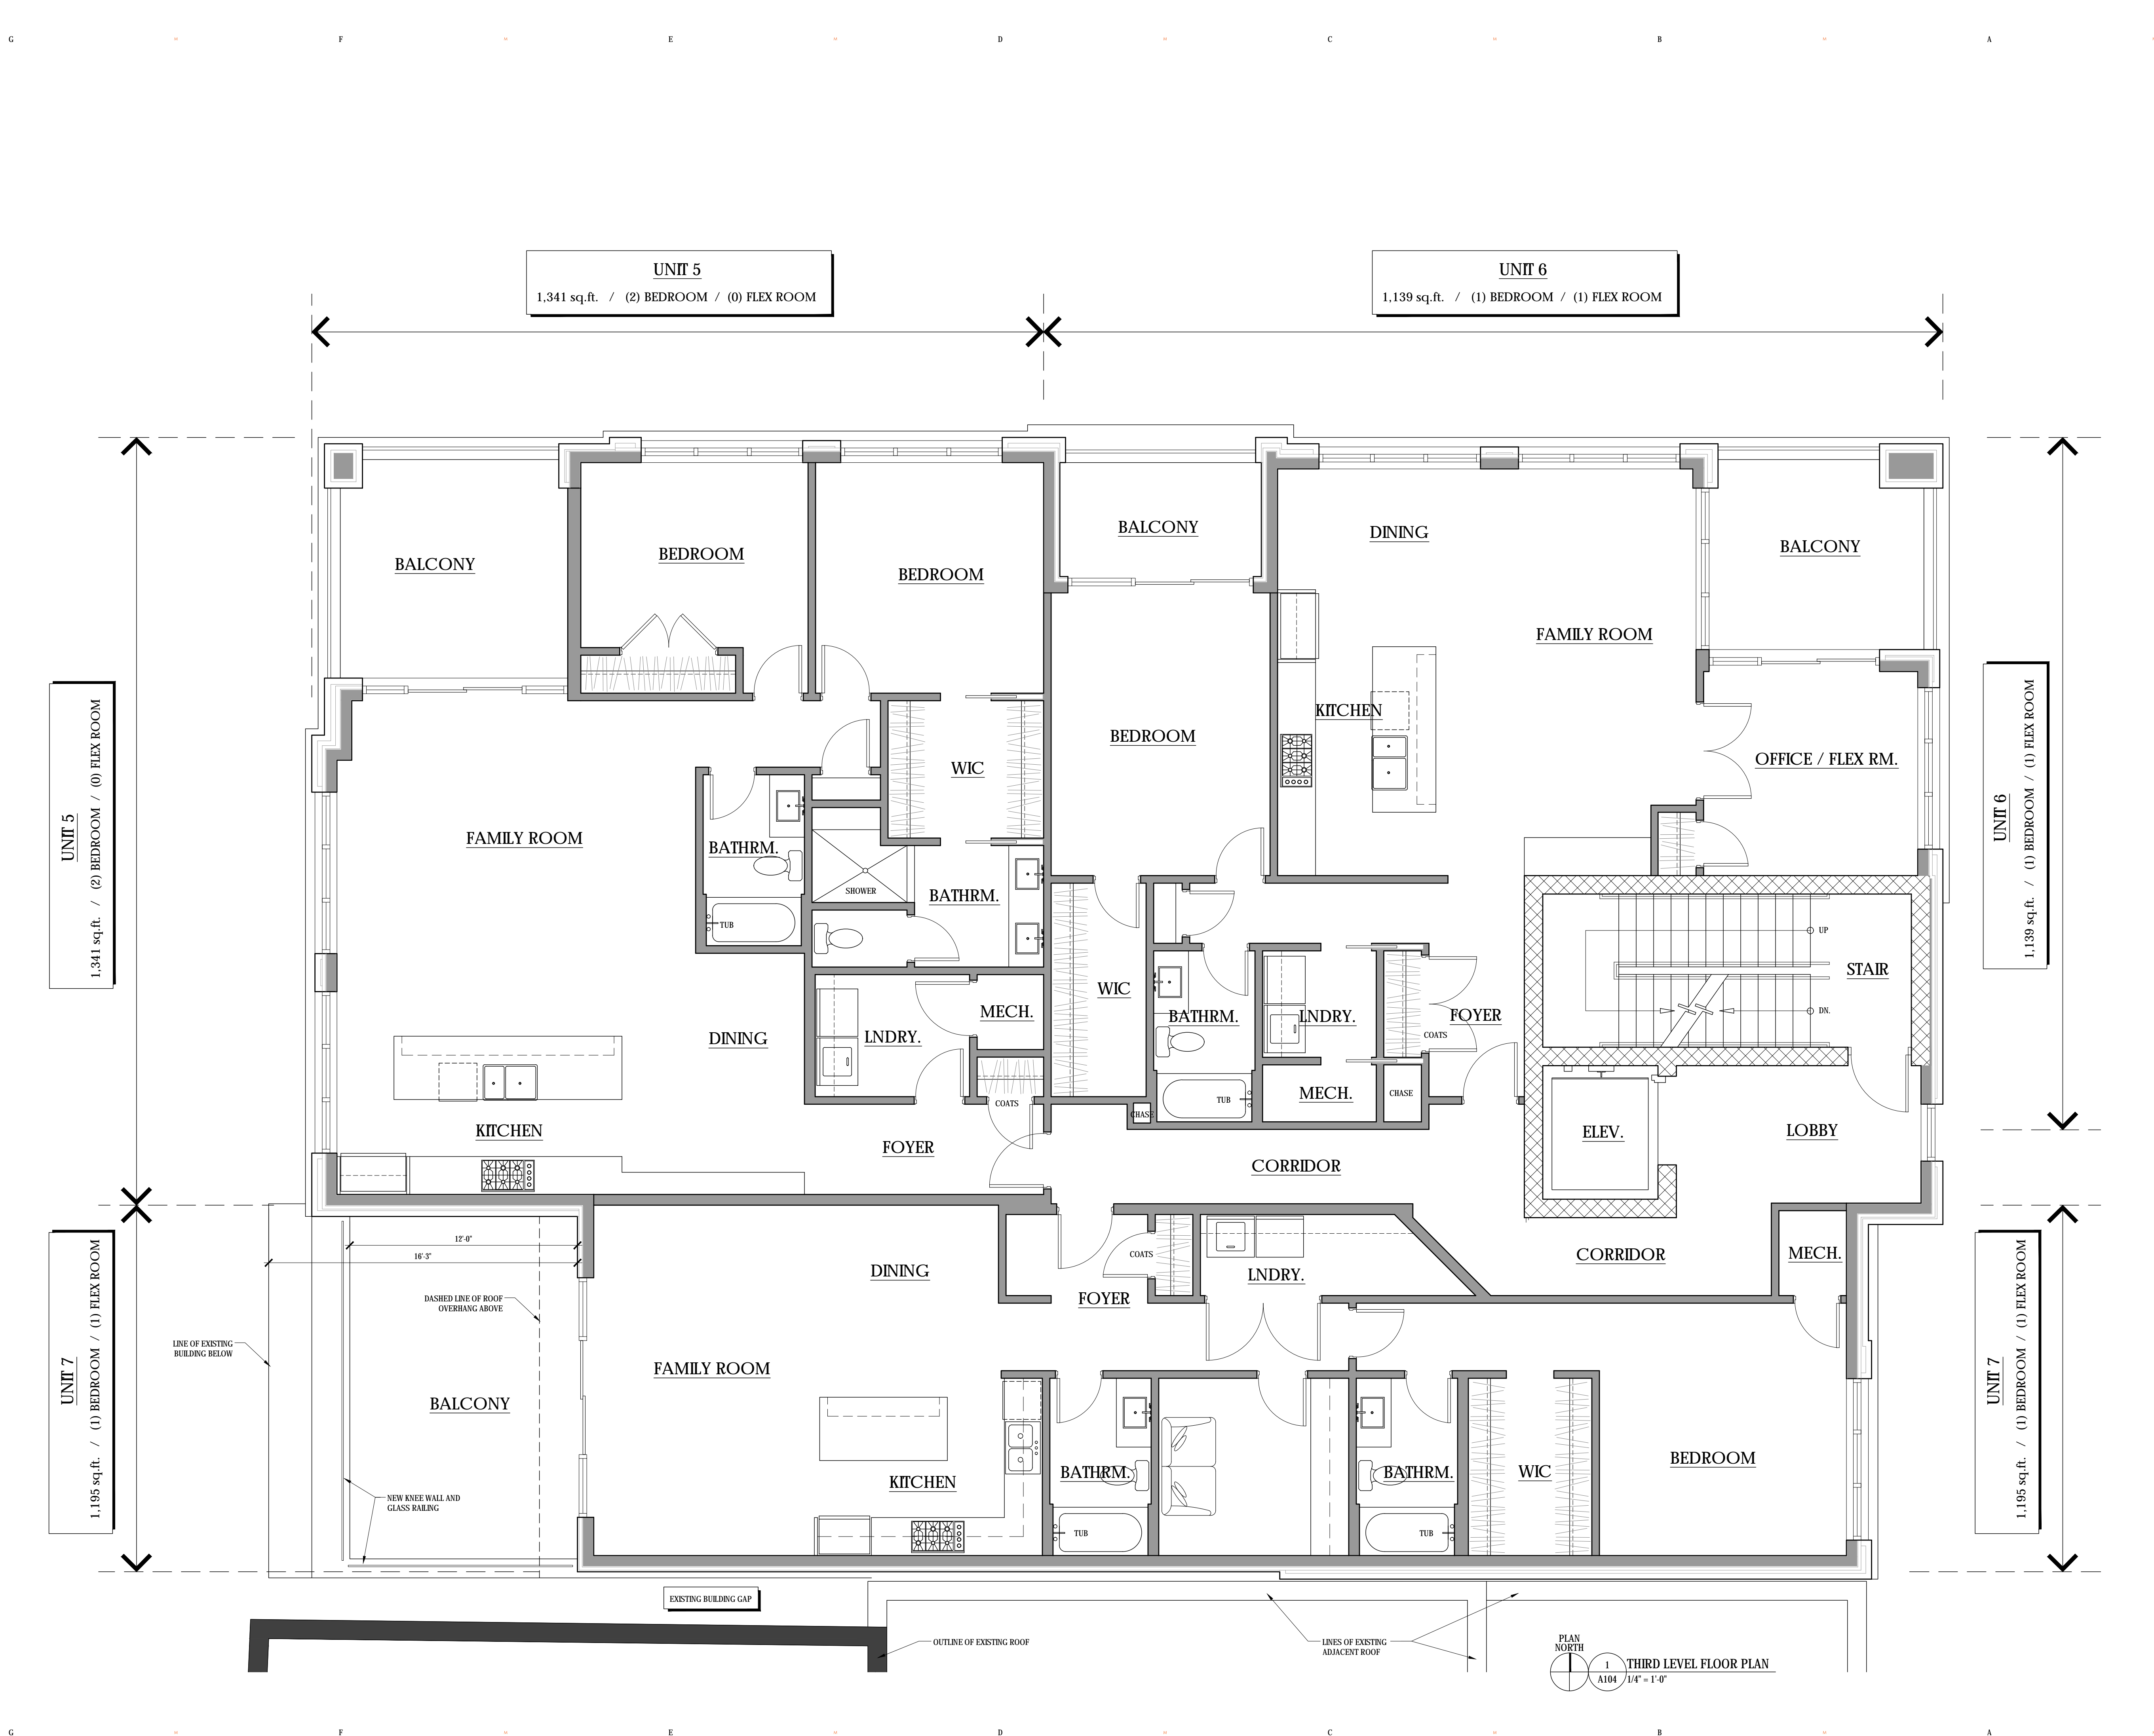 G F E D C B A
UNIT 5
1,341 sq.ft. / (2) BEDROOM / (0) FLEX ROOM
UNIT 6
1,139 sq.ft. / (1) BEDROOM / (1) FLEX ROOM
UNIT 5
1,341 sq.ft. / (2) BEDROOM / (0) FLEX ROOM
UNIT 6
1,139 sq.ft. / (1) BEDROOM / (1) FLEX ROOM
UNIT 7
1,195 sq.ft. / (1) BEDROOM / (1) FLEX ROOM
UNIT 7
1,195 sq.ft. / (1) BEDROOM / (1) FLEX ROOM
BALCONY
BEDROOM
BEDROOM
BALCONY
DINING
BALCONY
FAMILY ROOM
KITCHEN
BEDROOM
WIC
OFFICE / FLEX RM.
FAMILY ROOM
BATHRM.
SHOWER
BATHRM.
TUB
UP
STAIR
DN.
WIC
MECH.
LNDRY.
DINING
BATHRM.
LNDRY.
COATS
FOYER
MECH.
CHASE
TUB
COATS
CHASE
KITCHEN
FOYER
ELEV.
LOBBY
CORRIDOR
12'-0"
16'-3"
DINING
COATS
LNDRY.
CORRIDOR
MECH.
FOYER
DASHED LINE OF ROOF
OVERHANG ABOVE
LINE OF EXISTING
BUILDING BELOW
FAMILY ROOM
BALCONY
KITCHEN
BATHRM.
BATHRM.
WIC
BEDROOM
NEW KNEE WALL AND
GLASS RAILING
TUB
TUB
EXISTING BUILDING GAP
OUTLINE OF EXISTING ROOF
LINES OF EXISTING
ADJACENT ROOF
PLAN
NORTH
1
A104
THIRD LEVEL FLOOR PLAN
1/4" = 1'-0"
G F E D C B A